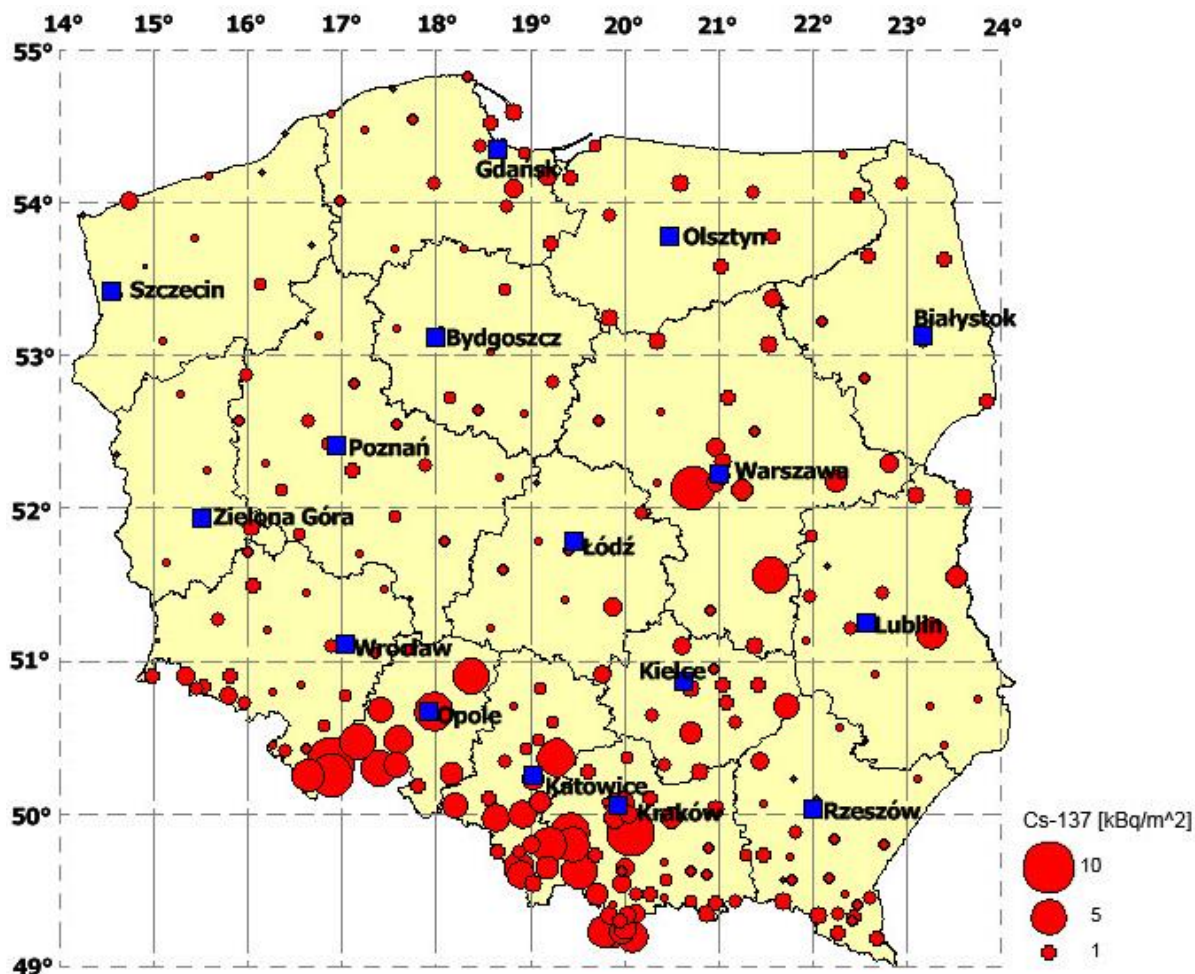 14° 15° 16° 17° 18° 19° 20° 21° 22° 23° 24°
55°
Gdańsk
54°
Olsztyn
Szczecin
Białystok
Bydgoszcz
53°
Poznań
Warszawa
52°
Zielona Góra
Łódź
Lublin
Wrocław
51°
Kielce
Opole
Katowice
50°
Kraków
Rzeszów
Cs-137 [kBq/m^2]
10
5
1
49°